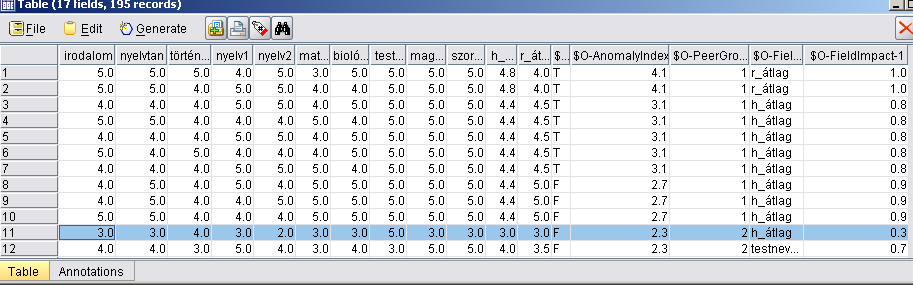 Table (17 fields, 195 records)
File Edit Generate
irodalom nyelvtan történ... nyelv1 nyelv2 mat... bioló... test... mag... szor... h_... r_át... $... $O-AnomalyIndex $O-PeerGro... $O-Fiel... $O-FieldImpact-1
1 5.0 5.0 5.0 4.0 5.0 3.0 5.0 5.0 5.0 5.0 4.8 4.0 T 4.1 1 r_átlag 1.0
2 5.0 5.0 4.0 5.0 5.0 4.0 4.0 5.0 5.0 5.0 4.8 4.0 T 4.1 1 r_átlag 1.0
3 4.0 4.0 5.0 4.0 4.0 5.0 5.0 5.0 5.0 5.0 4.4 4.5 T 3.1 1 h_átlag 0.8
4 5.0 4.0 5.0 4.0 4.0 5.0 4.0 5.0 5.0 5.0 4.4 4.5 T 3.1 1 h_átlag 0.8
5 4.0 4.0 5.0 4.0 5.0 5.0 4.0 5.0 5.0 5.0 4.4 4.5 T 3.1 1 h_átlag 0.8
6 5.0 4.0 4.0 5.0 4.0 4.0 5.0 5.0 5.0 5.0 4.4 4.5 T 3.1 1 h_átlag 0.8
7 4.0 4.0 4.0 5.0 5.0 5.0 4.0 5.0 5.0 5.0 4.4 4.5 T 3.1 1 h_átlag 0.8
8 4.0 5.0 4.0 5.0 4.0 5.0 5.0 5.0 5.0 5.0 4.4 5.0 F 2.7 1 h_átlag 0.9
9 4.0 5.0 4.0 5.0 4.0 5.0 5.0 5.0 5.0 5.0 4.4 5.0 F 2.7 1 h_átlag 0.9
10 5.0 5.0 4.0 4.0 4.0 5.0 5.0 5.0 5.0 5.0 4.4 5.0 F 2.7 1 h_átlag 0.9
11 3.0 3.0 4.0 3.0 2.0 3.0 3.0 5.0 3.0 3.0 3.0 3.0 F 2.3 2 h_átlag 0.3
12 4.0 4.0 3.0 5.0 4.0 3.0 4.0 3.0 5.0 5.0 4.0 3.5 F 2.3 2 testnev... 0.7
Table Annotations